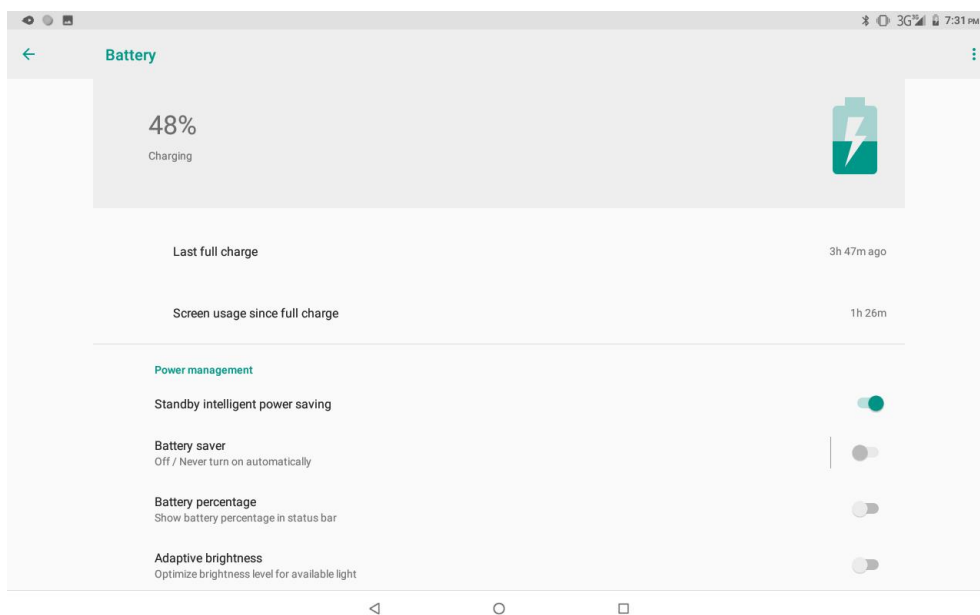 3G 3G 7:31 PM
Battery
48%
Charging
Last full charge 3h 47m ago
Screen usage since full charge 1h 26m
Power management
Standby intelligent power saving
Battery saver
Off / Never turn on automatically
Battery percentage
Show battery percentage in status bar
Adaptive brightness
Optimize brightness level for available light